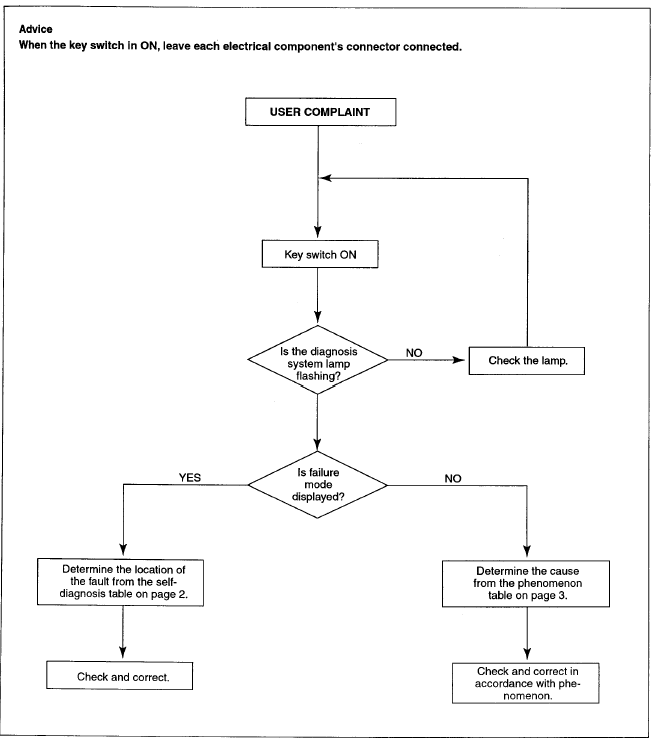 Advice
When the key switch in ON, leave each electrical component's connector connected.
USER COMPLAINT
Key switch ON
Is the diagnosis
system lamp
flashing?
NO
Check the lamp.
Is failure
mode
displayed?
YES
NO
Determine the location of
the fault from the self-
diagnosis table on page 2.
Determine the cause
from the phenomenon
table on page 3.
Check and correct.
Check and correct in
accordance with phe-
nomenon.